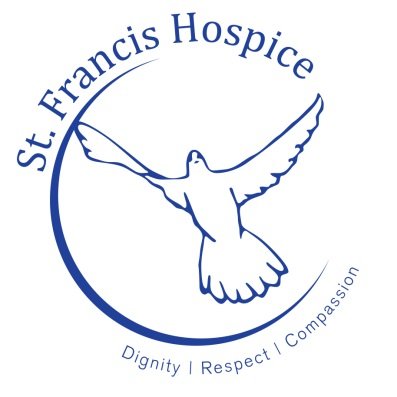 St. Francis Hospice
Dignity | Respect | Compassion